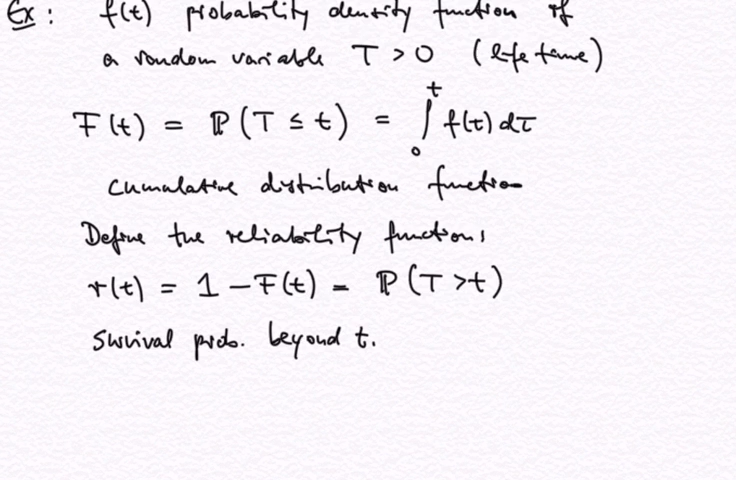 Ex: f(t) probability density function of
a random variable T > 0 (life time)
F(t) = ℙ(T ≤ t) = ∫₀ᵗ f(τ) dτ
cumulative distribution function
Define the reliability function:
r(t) = 1 − F(t) = ℙ(T > t)
Survival prob. beyond t.